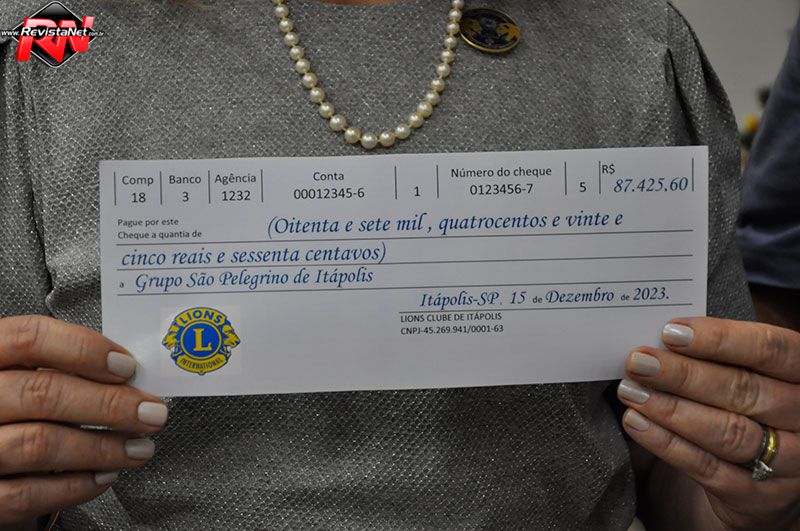 www.RevistaNet.com.br
RN
Comp Banco Agência Conta Número do cheque R$
18 3 1232 00012345-6 1 0123456-7 5 87.425,60
Pague por este
Cheque a quantia de (Oitenta e sete mil , quatrocentos e vinte e
cinco reais e sessenta centavos)
a Grupo São Pelegrino de Itápolis
Itápolis-SP, 15 de Dezembro de 2023.
LIONS CLUBE DE ITÁPOLIS
CNPJ-45.269.941/0001-63
LIONS
L
INTERNATIONAL